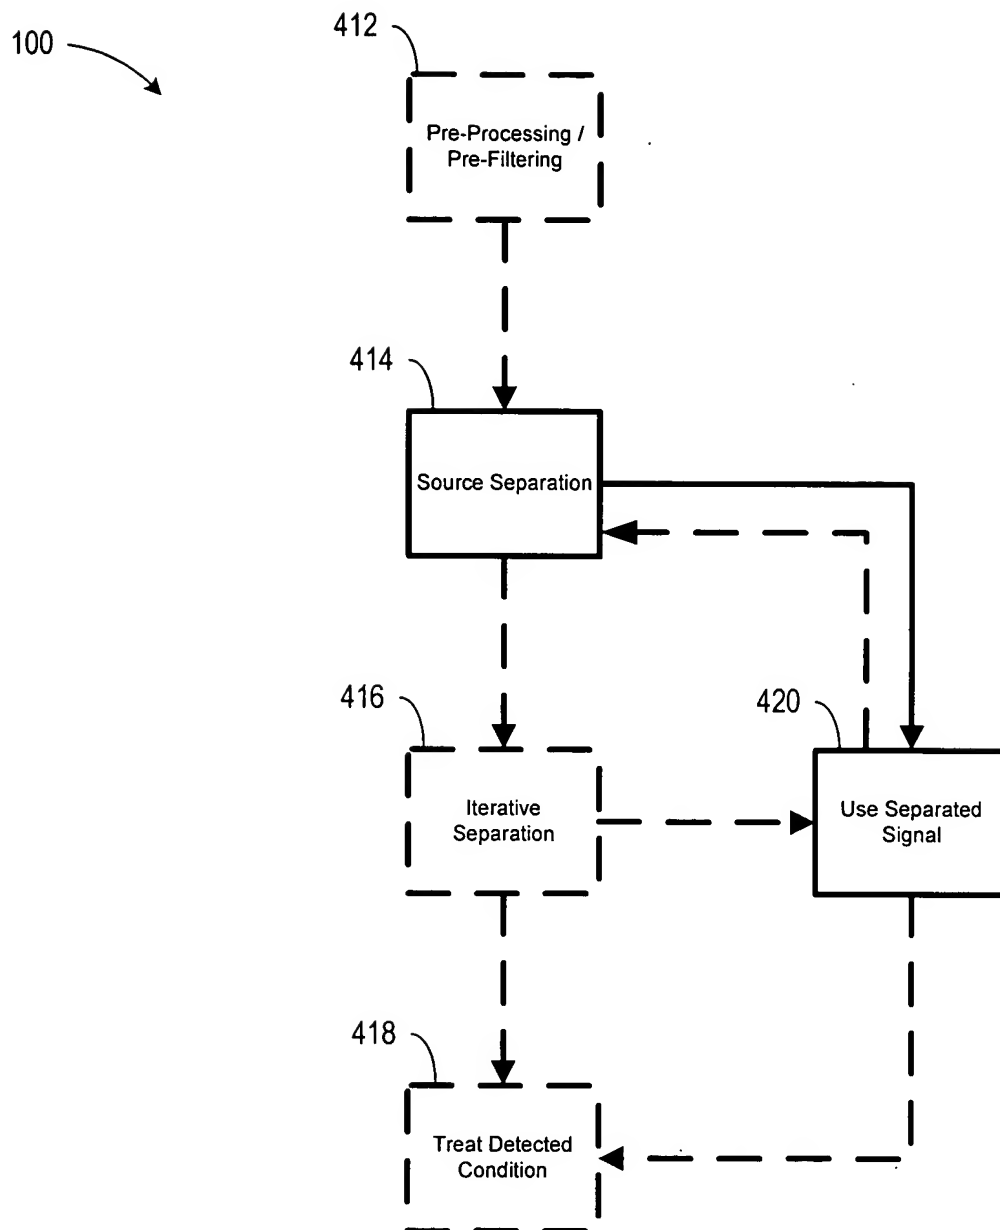 100
412
Pre-Processing /
Pre-Filtering
414
Source Separation
416
Iterative
Separation
420
Use Separated
Signal
418
Treat Detected
Condition